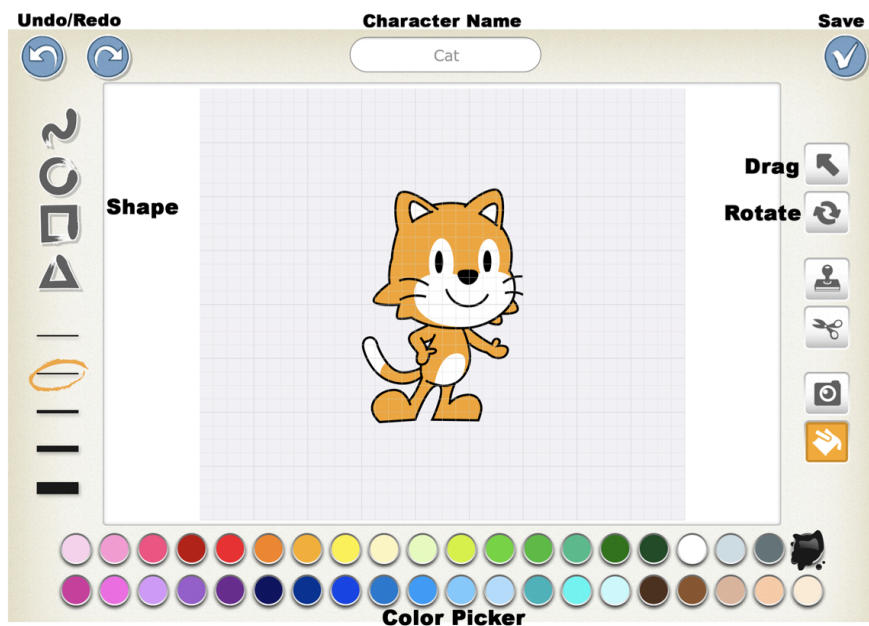 Undo/Redo
Character Name
Save
Cat
Drag
Shape
Rotate
Color Picker